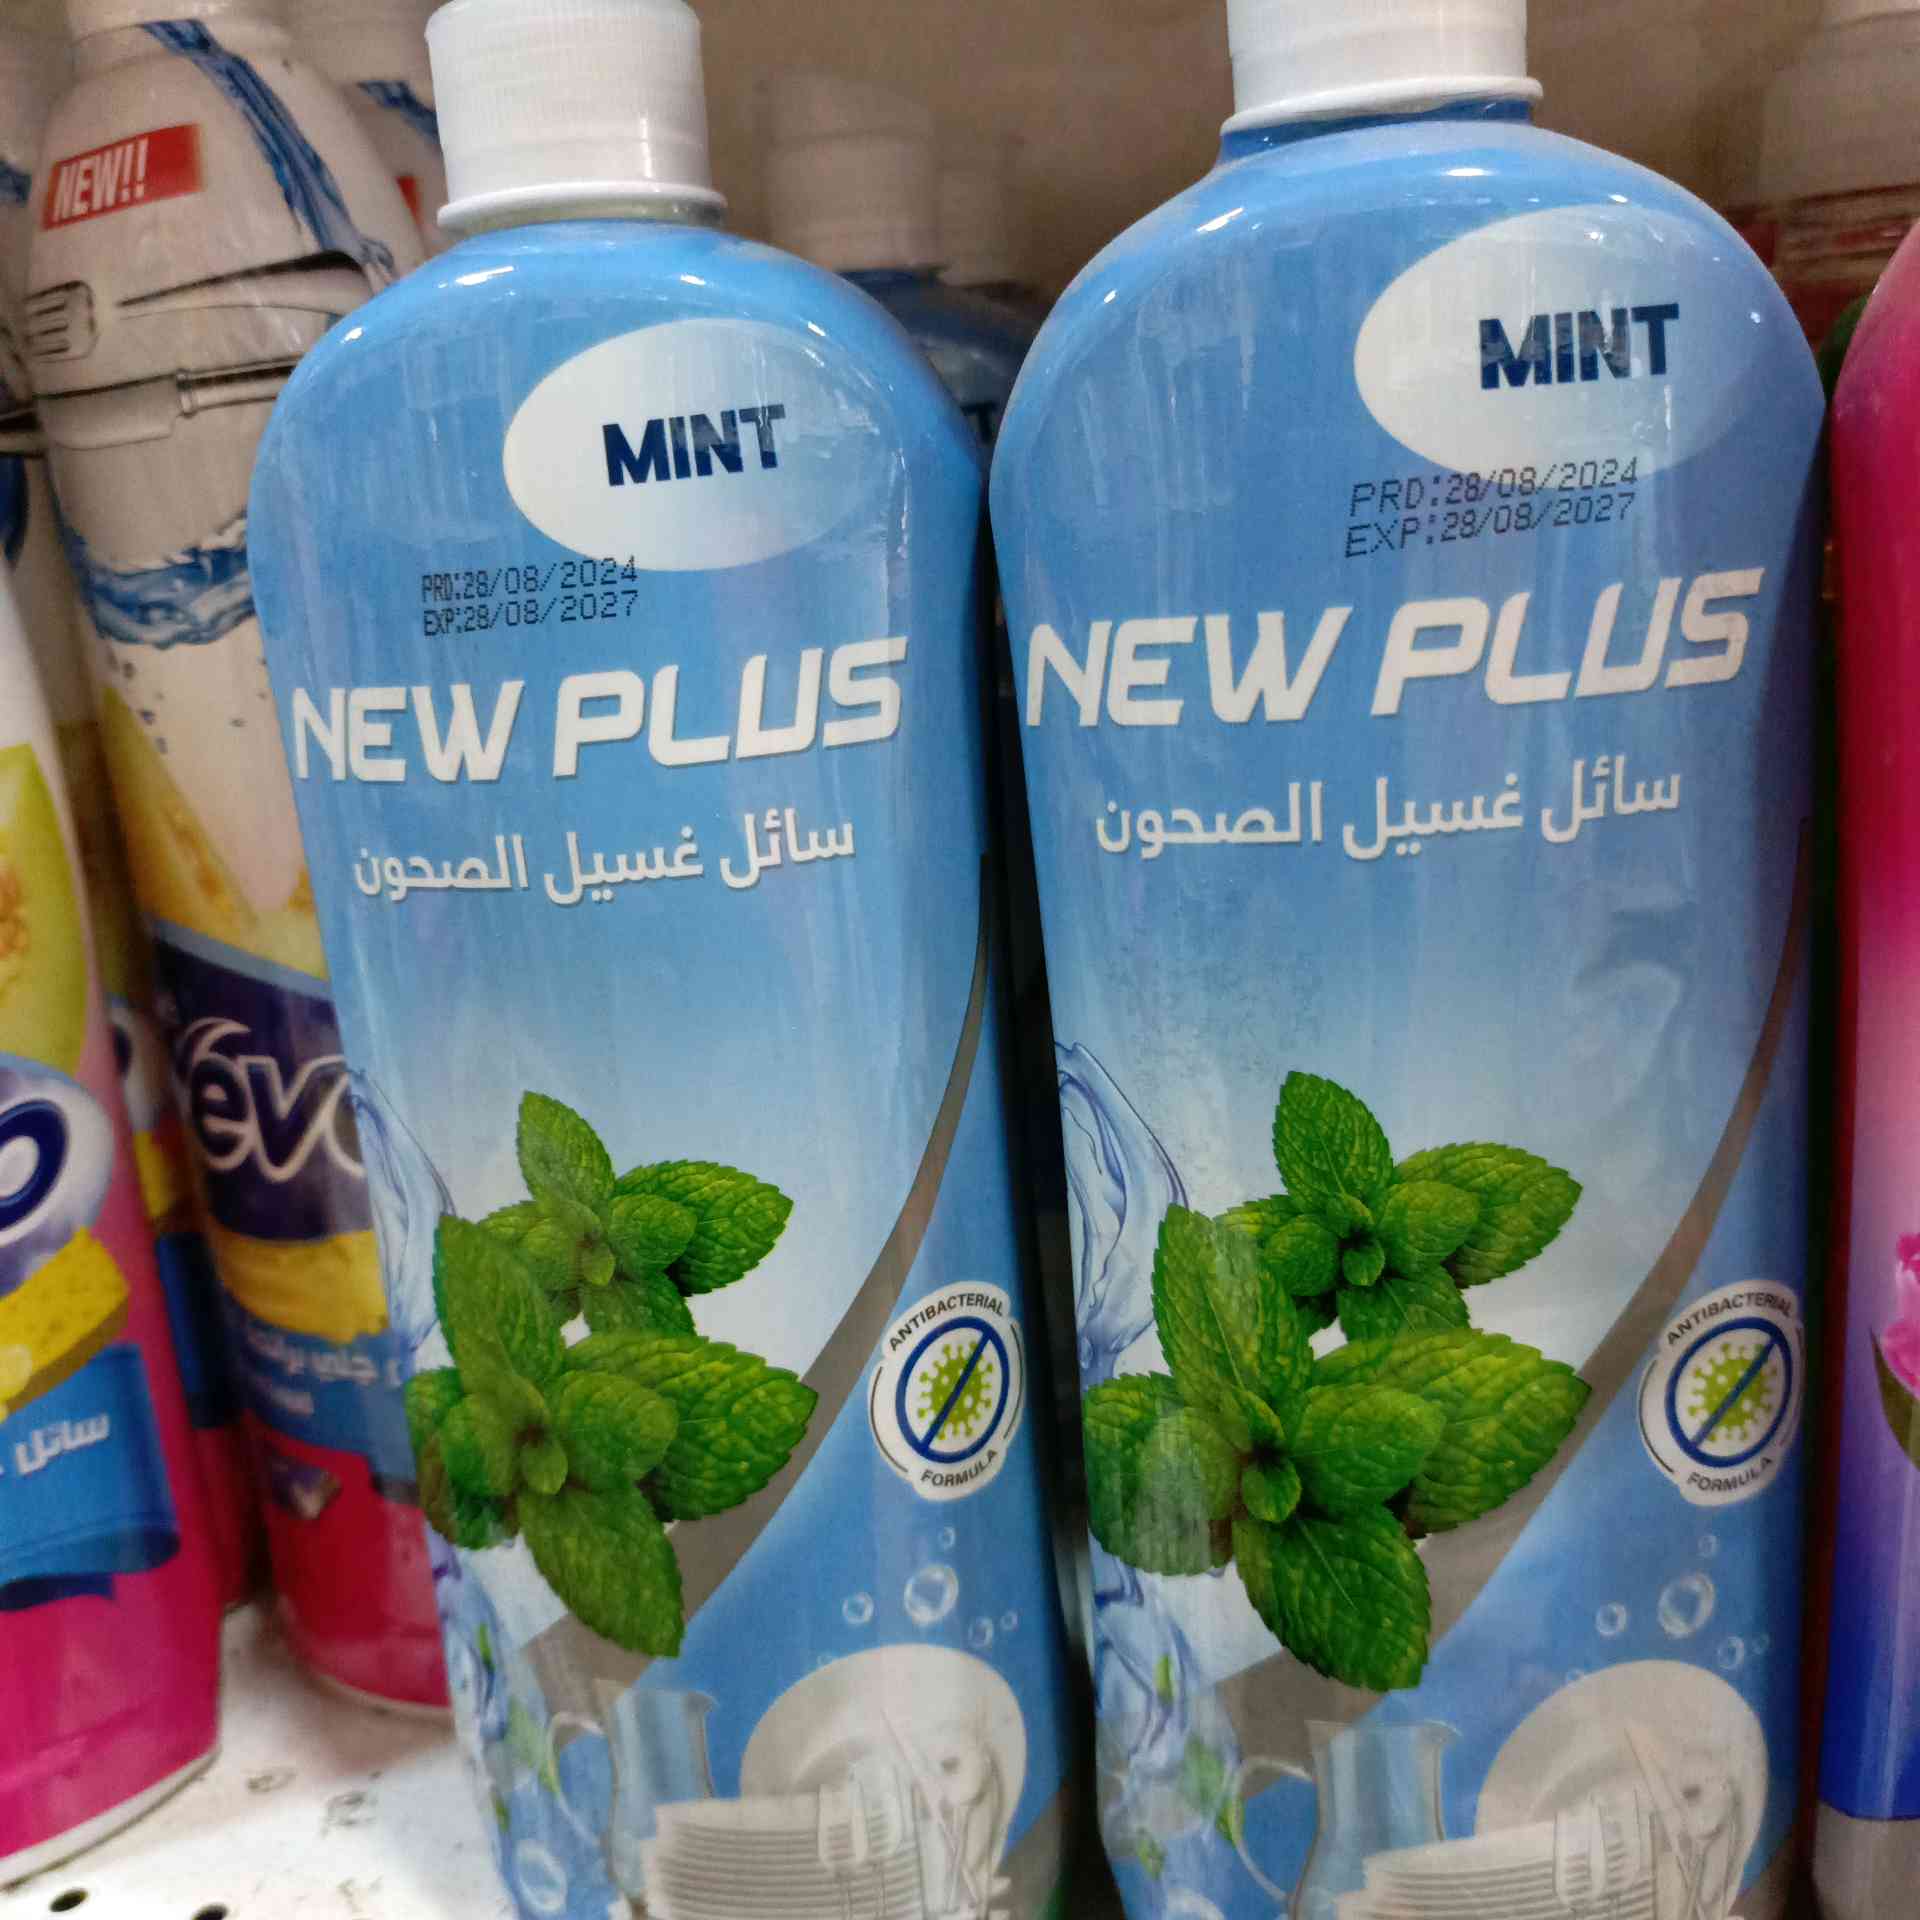 NEW!!
MINT
PRD:28/08/2024
EXP:28/08/2027
NEW PLUS
سائل غسيل الصحون
ANTIBACTERIAL
FORMULA
MINT
PRD:28/08/2024
EXP:28/08/2027
NEW PLUS
سائل غسيل الصحون
ANTIBACTERIAL
FORMULA
سائل